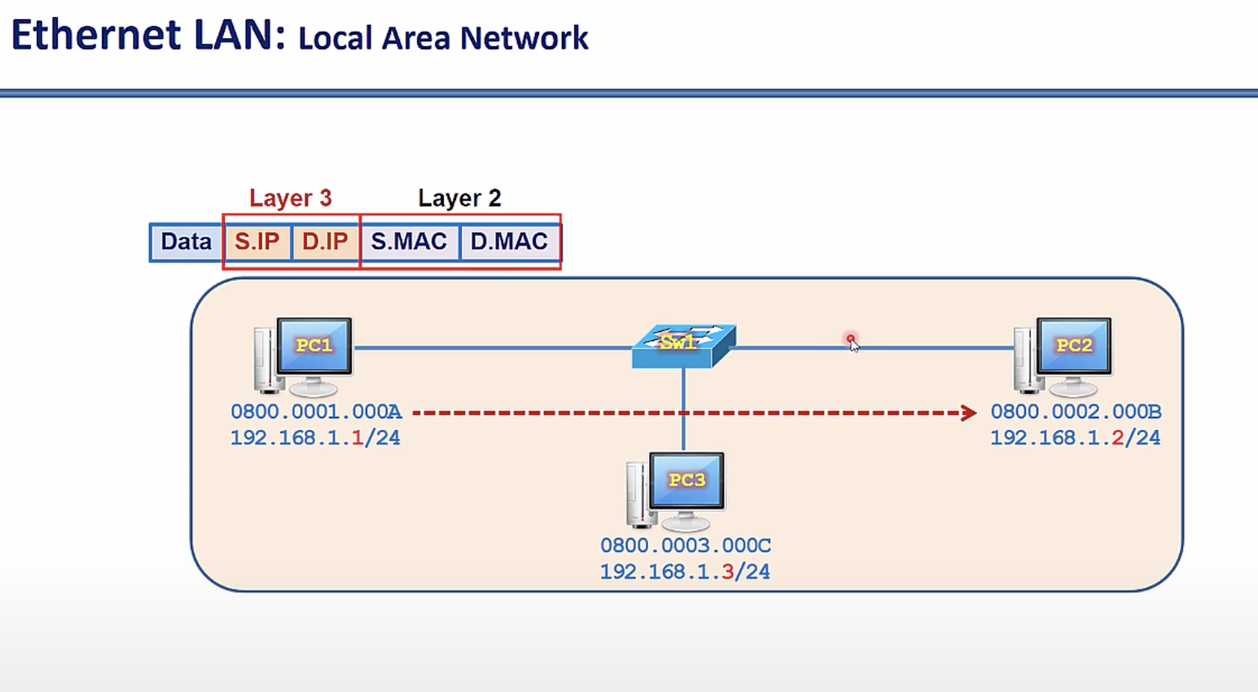 Ethernet LAN: Local Area Network
Layer 3 Layer 2
Data S.IP D.IP S.MAC D.MAC
PC1 Sw1 PC2
0800.0001.000A 0800.0002.000B
192.168.1.1/24 192.168.1.2/24
PC3
0800.0003.000C
192.168.1.3/24